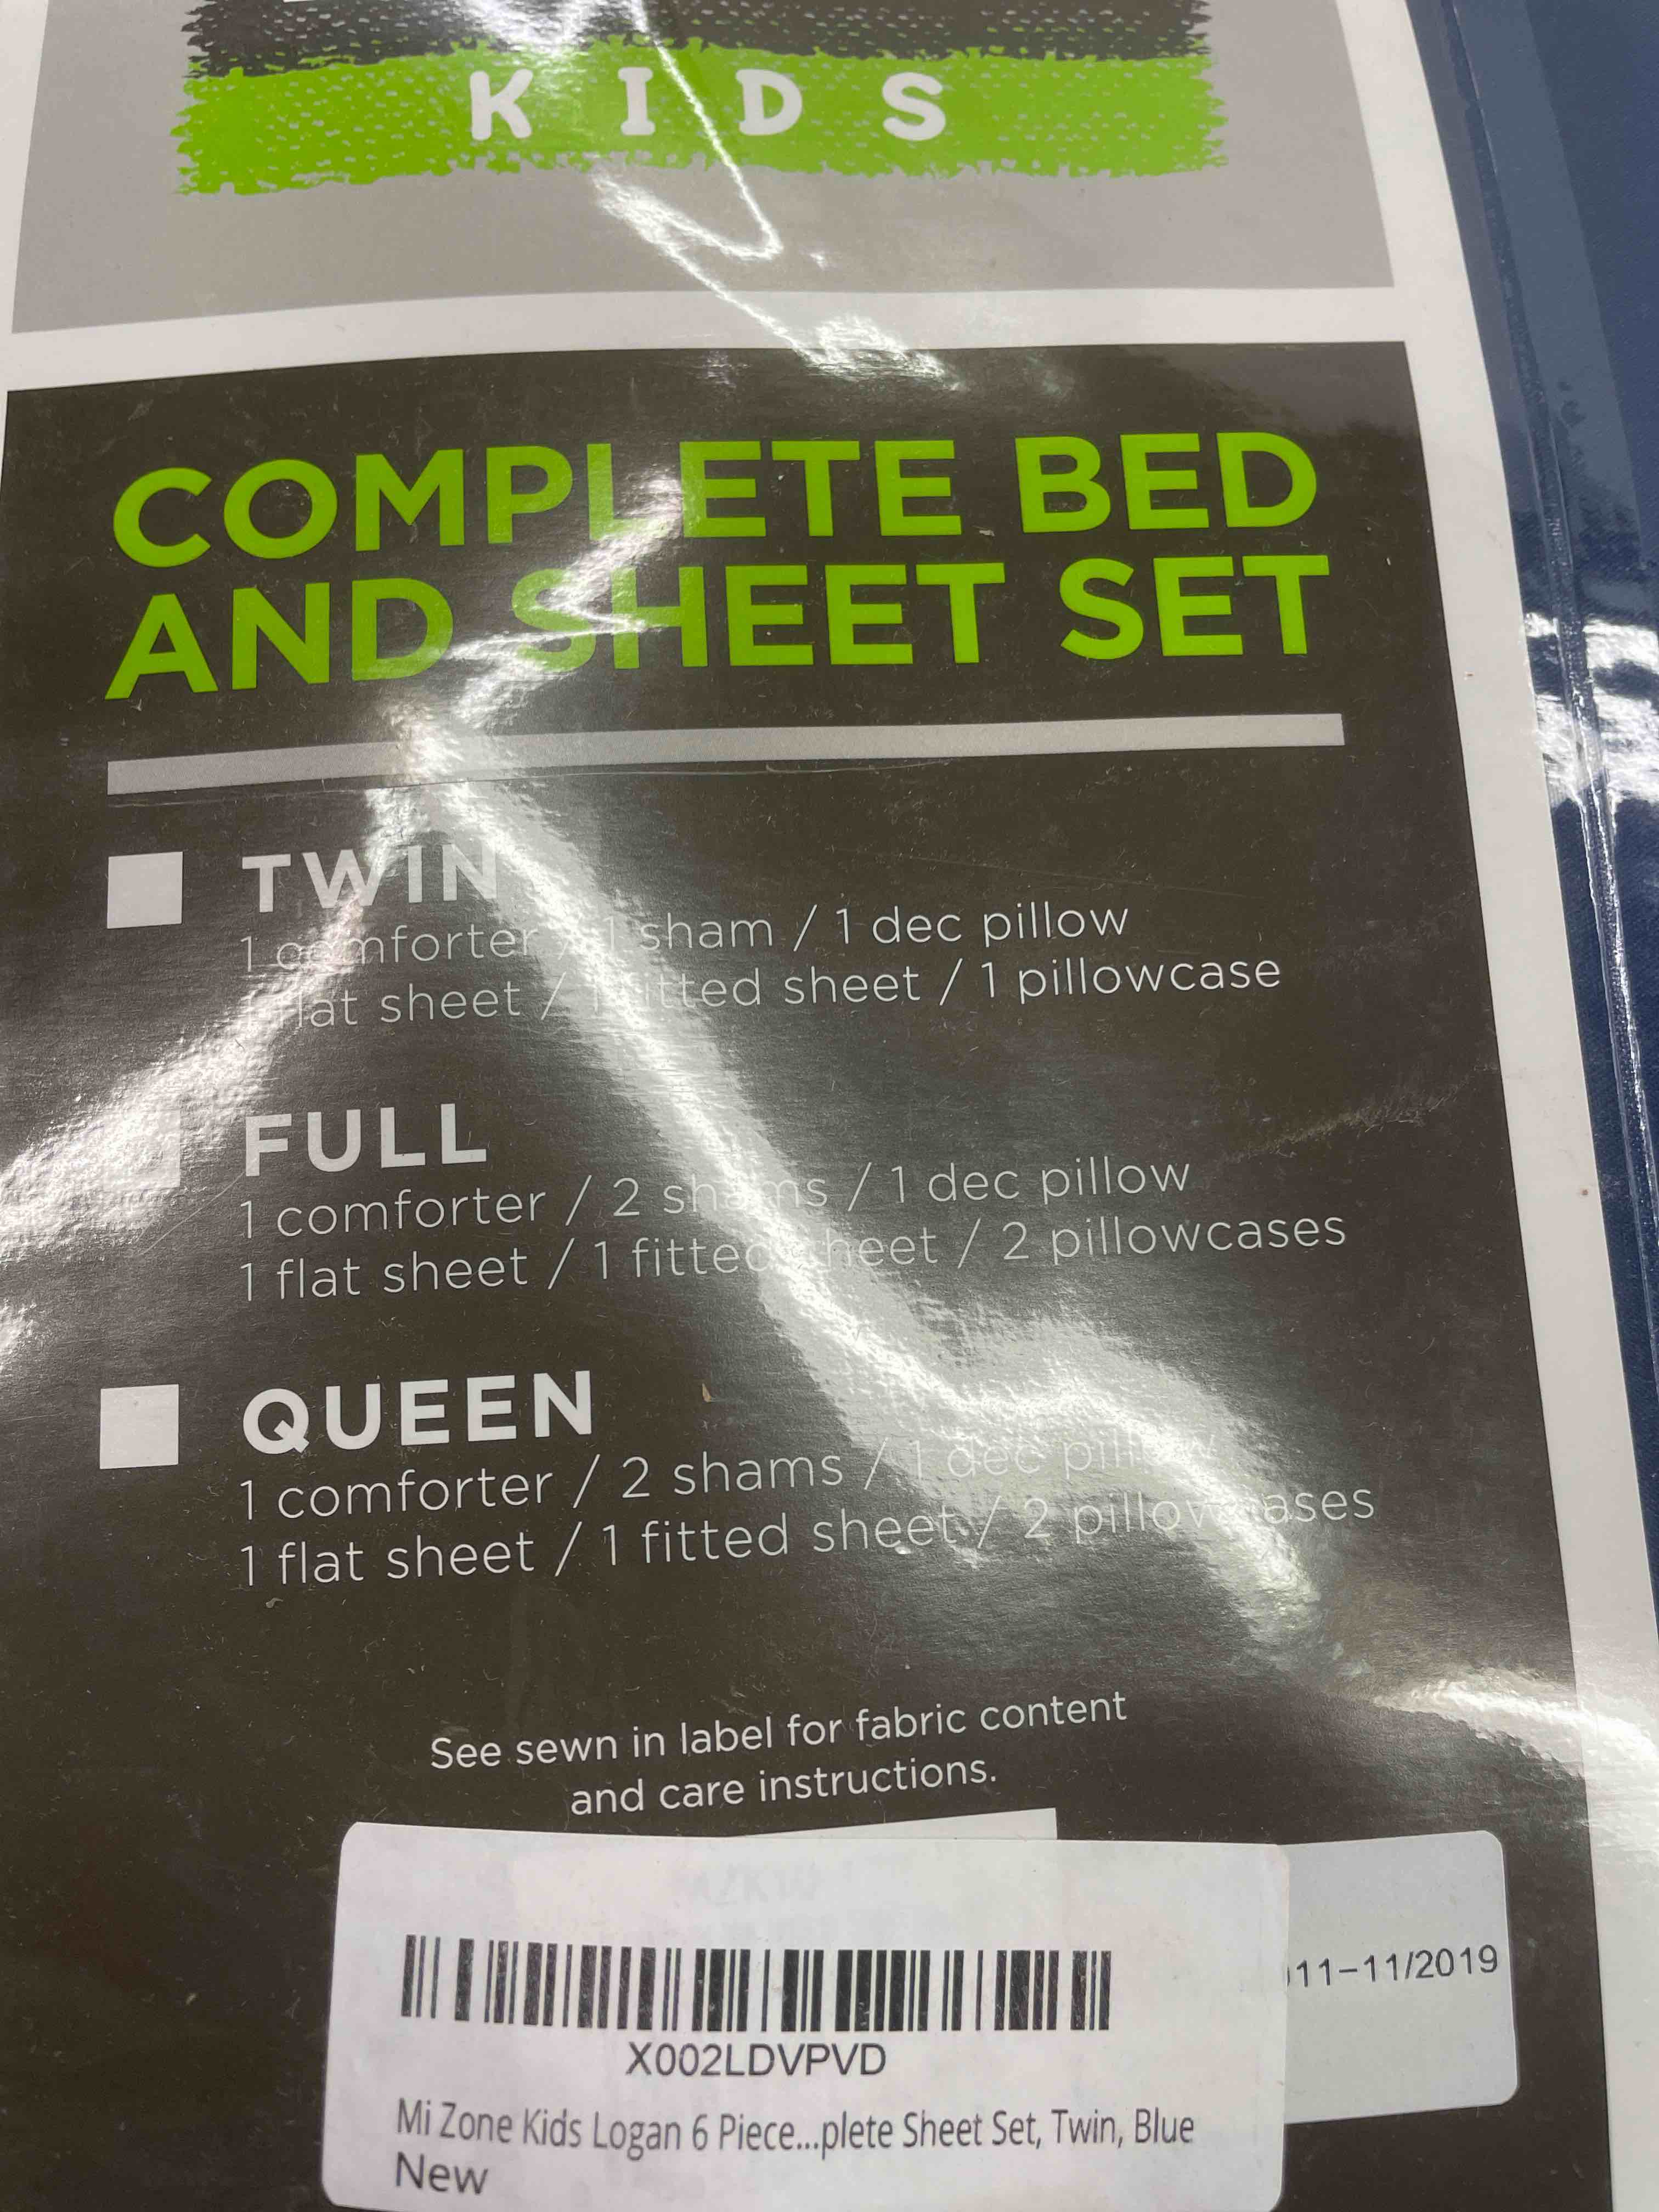 KIDS
COMPLETE BED
AND SHEET SET
TWIN
1 comforter / 1 sham / 1 dec pillow
1 flat sheet / 1 fitted sheet / 1 pillowcase
FULL
1 comforter / 2 shams / 1 dec pillow
1 flat sheet / 1 fitted sheet / 2 pillowcases
QUEEN
1 comforter / 2 shams / 1 dec pillow
1 flat sheet / 1 fitted sheet / 2 pillowcases
See sewn in label for fabric content
and care instructions.
11-11/2019
X002LDVPVD
Mi Zone Kids Logan 6 Piece...plete Sheet Set, Twin, Blue
New